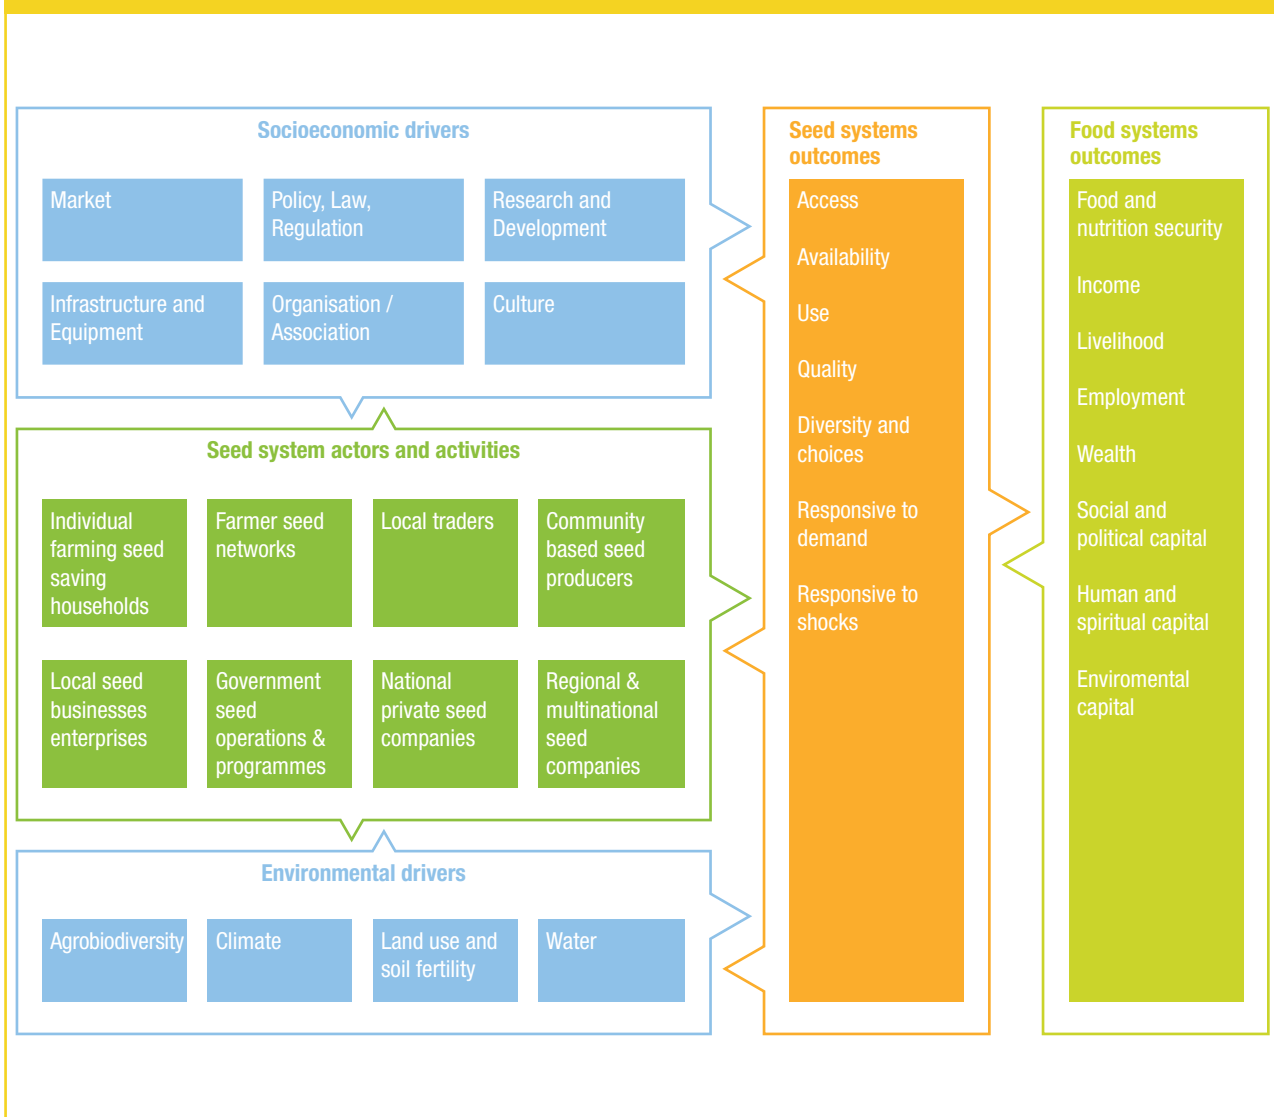 Socioeconomic drivers
Market
Policy, Law,
Regulation
Research and
Development
Infrastructure and
Equipment
Organisation /
Association
Culture
Seed system actors and activities
Individual
farming seed
saving
households
Farmer seed
networks
Local traders
Community
based seed
producers
Local seed
businesses
enterprises
Government
seed
operations &
programmes
National
private seed
companies
Regional &
multinational
seed
companies
Environmental drivers
Agrobiodiversity
Climate
Land use and
soil fertility
Water
Seed systems
outcomes
Access
Availability
Use
Quality
Diversity and
choices
Responsive to
demand
Responsive to
shocks
Food systems
outcomes
Food and
nutrition security
Income
Livelihood
Employment
Wealth
Social and
political capital
Human and
spiritual capital
Enviromental
capital